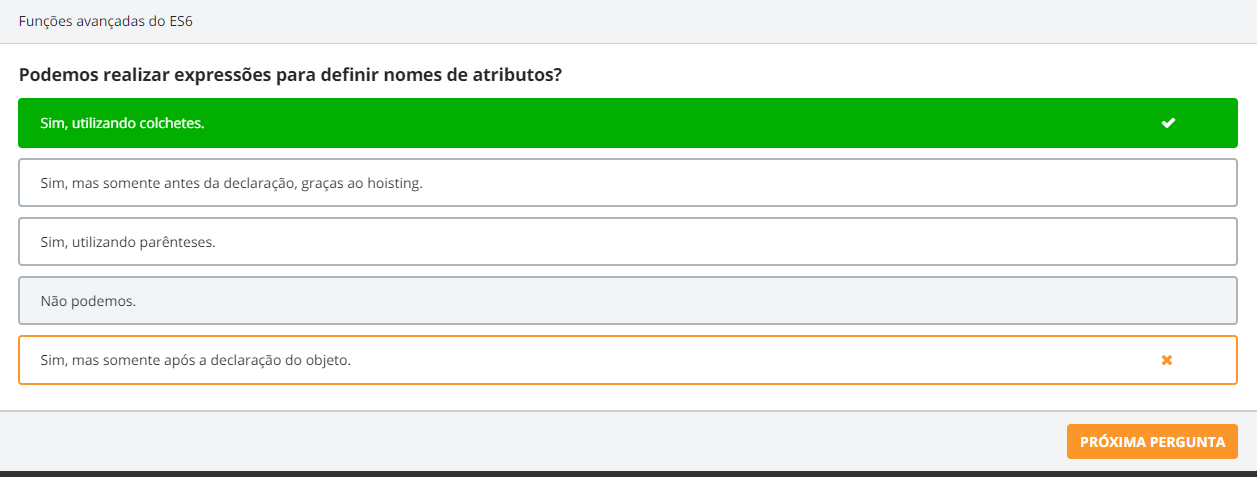 Funções avançadas do ES6
Podemos realizar expressões para definir nomes de atributos?
Sim, utilizando colchetes.
Sim, mas somente antes da declaração, graças ao hoisting.
Sim, utilizando parênteses.
Não podemos.
Sim, mas somente após a declaração do objeto.
PRÓXIMA PERGUNTA